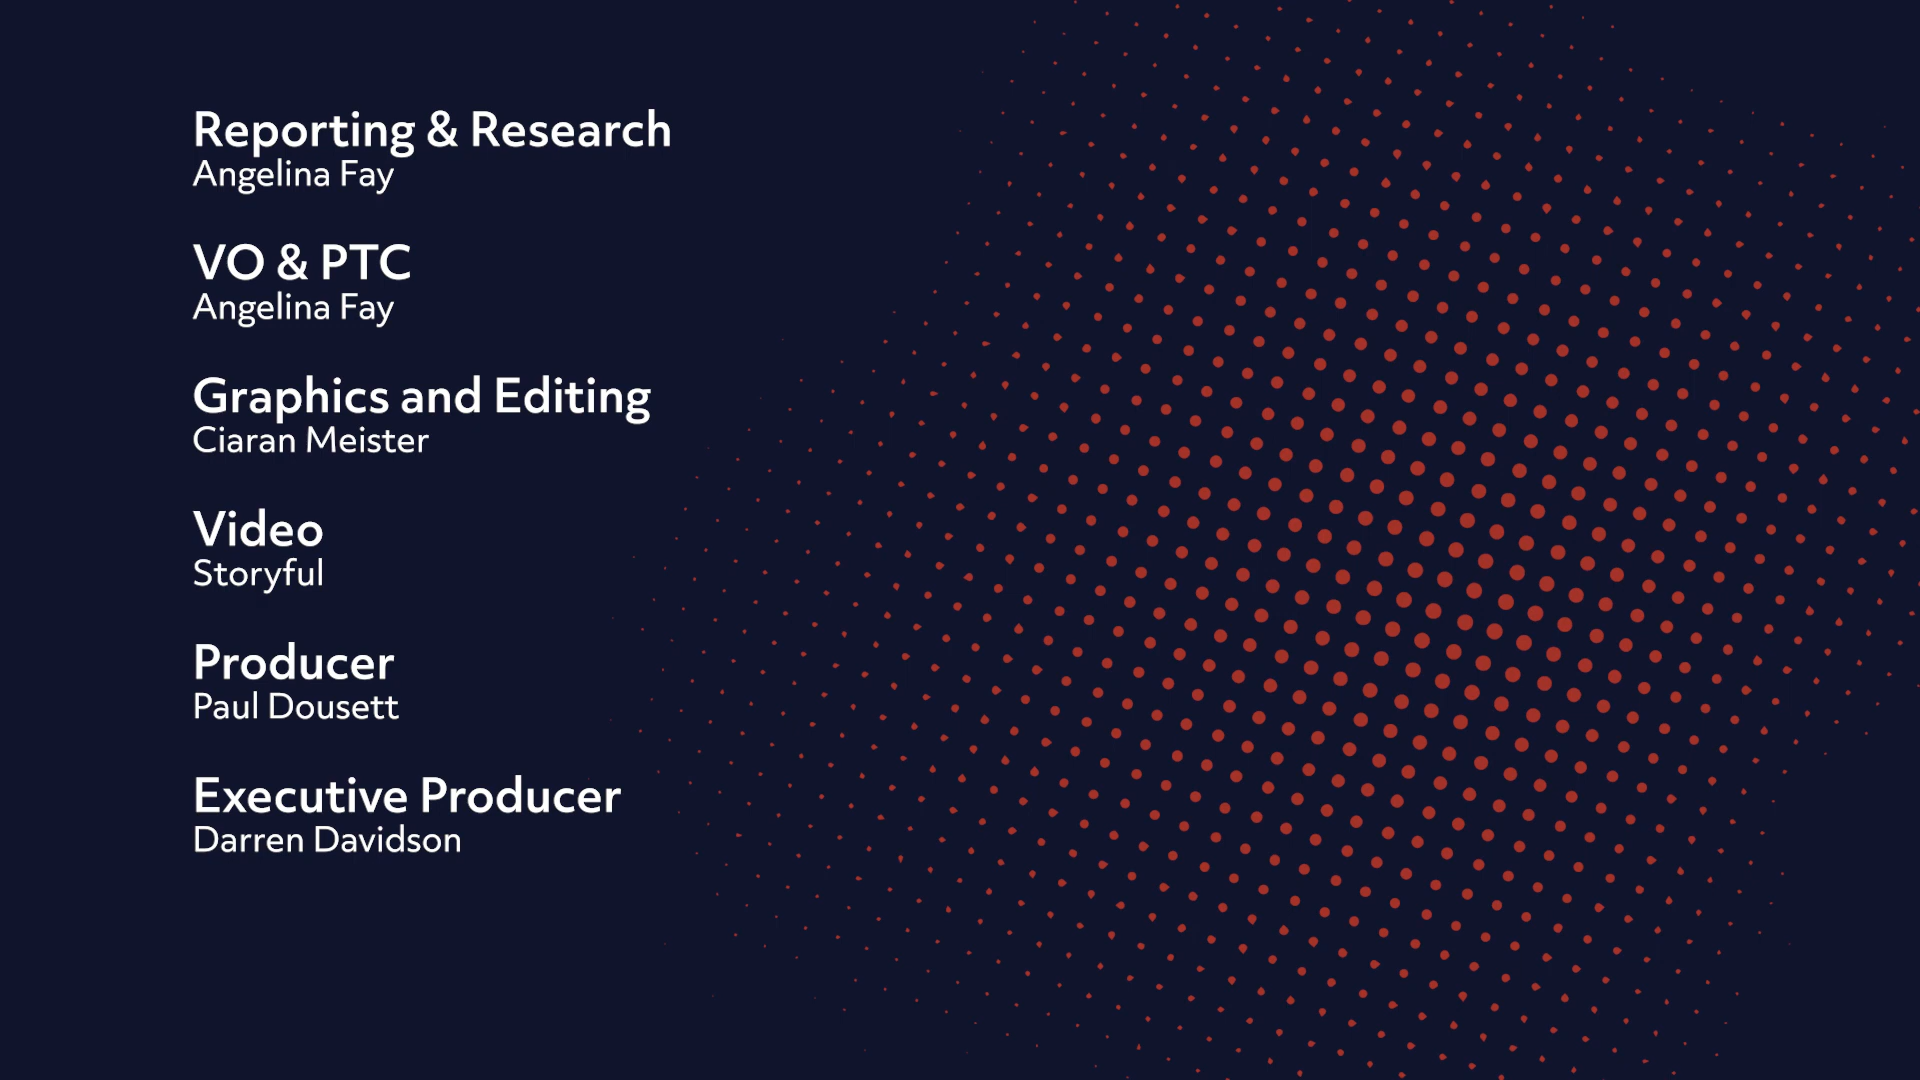 Reporting & Research
Angelina Fay
VO & PTC
Angelina Fay
Graphics and Editing
Ciaran Meister
Video
Storyful
Producer
Paul Dousett
Executive Producer
Darren Davidson